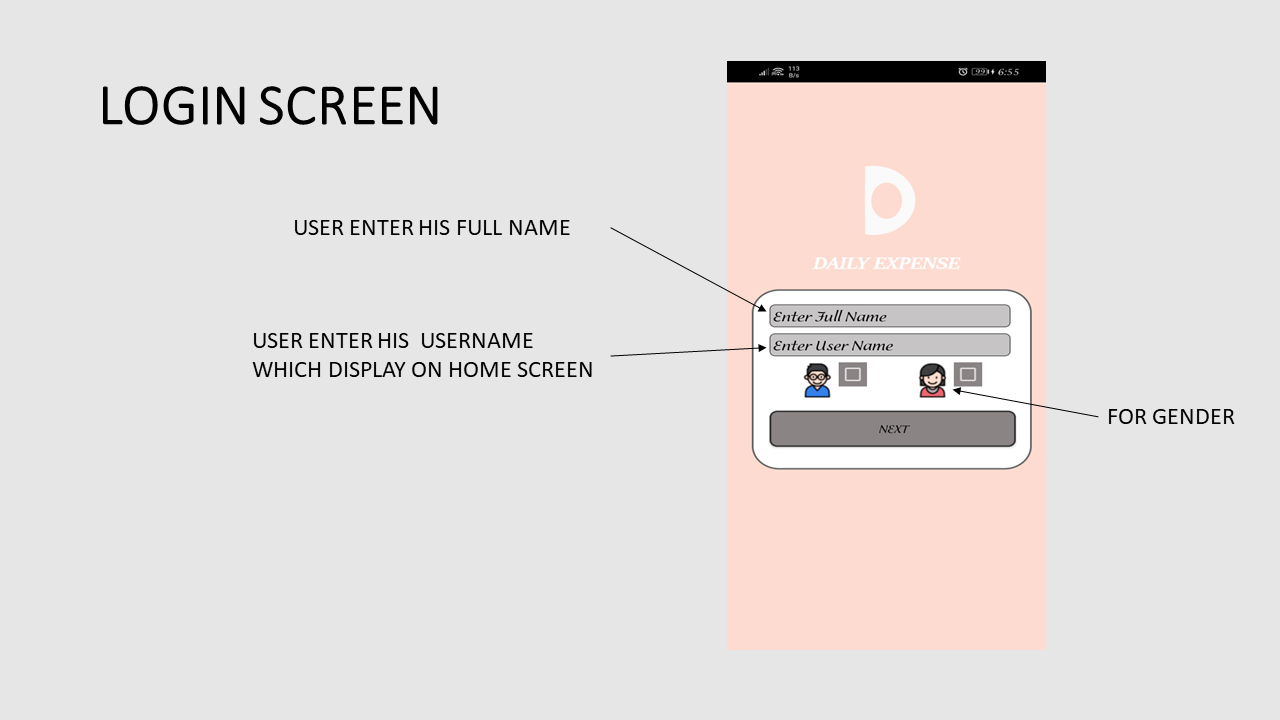 LOGIN SCREEN
USER ENTER HIS FULL NAME
USER ENTER HIS  USERNAME
WHICH DISPLAY ON HOME SCREEN
113
B/s
99
6:55
D
DAILY EXPENSE
Enter Full Name
Enter User Name
NEXT
FOR GENDER